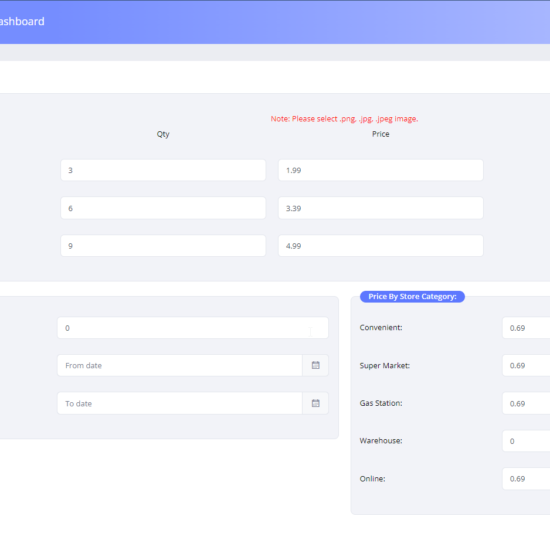 ashboard
Note: Please select .png, .jpg, .jpeg image.
Qty Price
3 1.99
6 3.39
9 4.99
Price By Store Category:
0
Convenient: 0.69
From date
Super Market: 0.69
To date
Gas Station: 0.69
Warehouse: 0
Online: 0.69